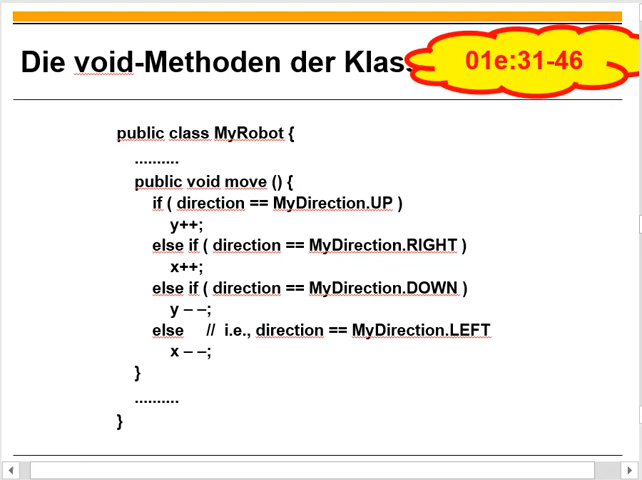 Die void-Methoden der Klass
01e:31-46
public class MyRobot {
..........
public void move () {
if ( direction == MyDirection.UP )
y++;
else if ( direction == MyDirection.RIGHT )
x++;
else if ( direction == MyDirection.DOWN )
y – –;
else // i.e., direction == MyDirection.LEFT
x – –;
}
..........
}